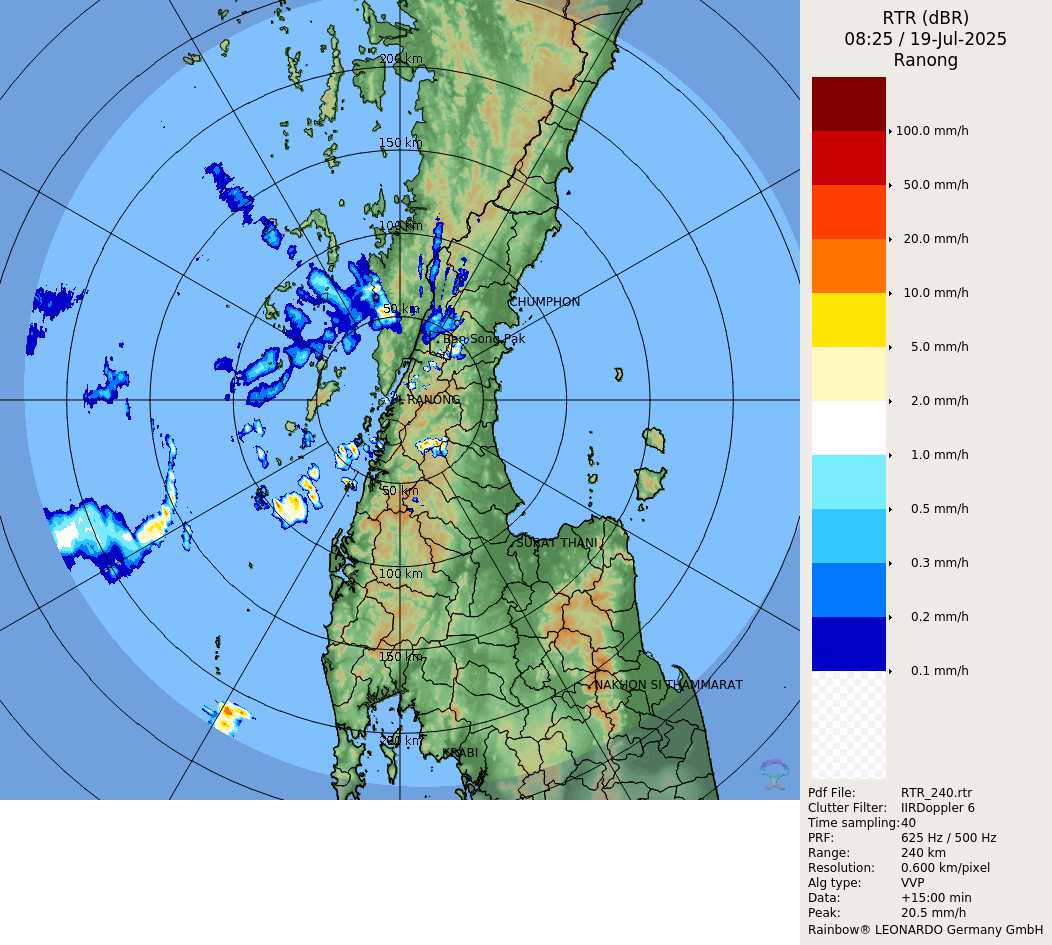 RTR (dBR)
08:25 / 19-Jul-2025
Ranong
200 km
150 km
100 km
50 km
CHUMPHON
Ban Song Pak
RANONG
50 km
SURAT THANI
100 km
150 km
NAKHON SI THAMMARAT
200 km
KRABI
100.0 mm/h
50.0 mm/h
20.0 mm/h
10.0 mm/h
5.0 mm/h
2.0 mm/h
1.0 mm/h
0.5 mm/h
0.3 mm/h
0.2 mm/h
0.1 mm/h
Pdf File: RTR_240.rtr
Clutter Filter: IIRDoppler 6
Time sampling: 40
PRF: 625 Hz / 500 Hz
Range: 240 km
Resolution: 0.600 km/pixel
Alg type: VVP
Data: +15:00 min
Peak: 20.5 mm/h
Rainbow® LEONARDO Germany GmbH